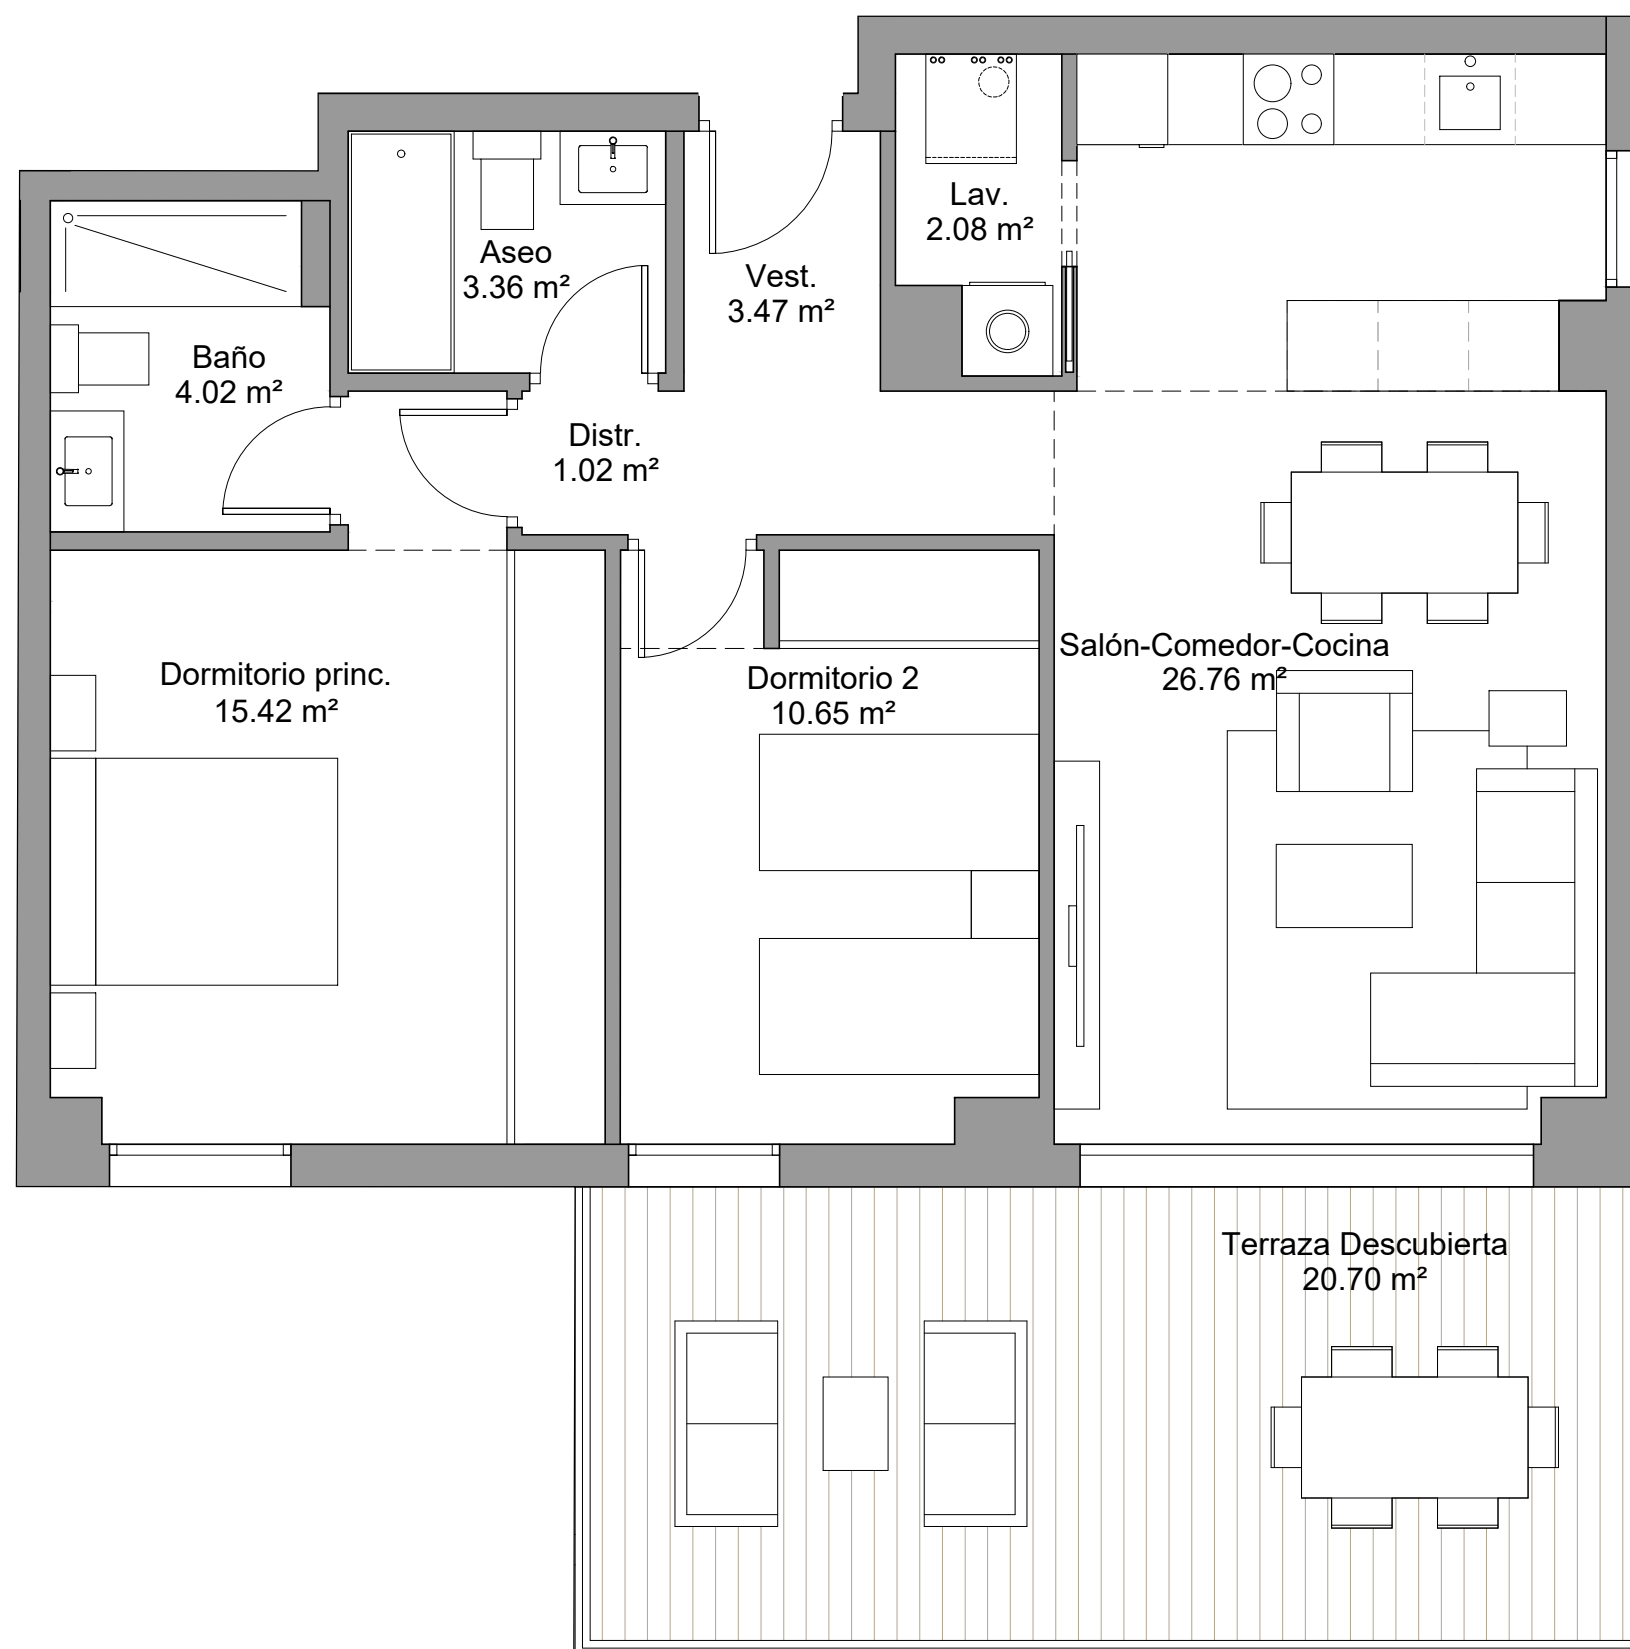 Lav.
2.08 m²
Aseo
3.36 m²
Vest.
3.47 m²
Baño
4.02 m²
Distr.
1.02 m²
Salón-Comedor-Cocina
26.76 m²
Dormitorio princ.
15.42 m²
Dormitorio 2
10.65 m²
Terraza Descubierta
20.70 m²